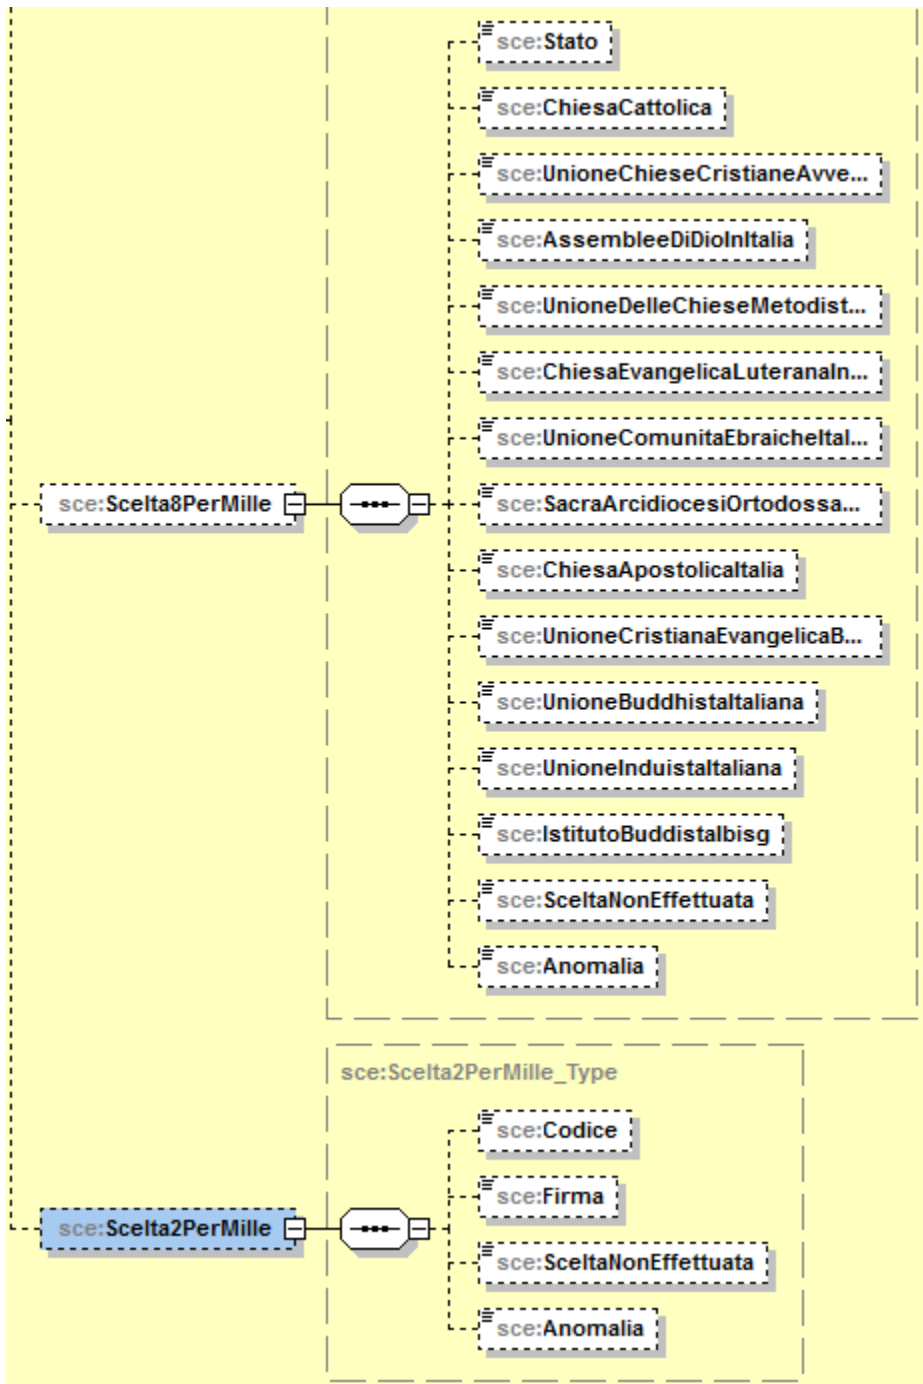 sce:Stato
sce:ChiesaCattolica
sce:UnioneChieseCristianeAvve...
sce:AssembleeDiDioInItalia
sce:UnioneDelleChieseMetodist...
sce:ChiesaEvangelicaLuteranaIn...
sce:UnioneComunitaEbraicheItal...
sce:Scelta8PerMille
sce:SacraArcidiocesiOrtodossa...
sce:ChiesaApostolicaItalia
sce:UnioneCristianaEvangelicaB...
sce:UnioneBuddhistaItaliana
sce:UnioneInduistaItaliana
sce:IstitutoBuddistaIbisg
sce:SceltaNonEffettuata
sce:Anomalia
sce:Scelta2PerMille_Type
sce:Codice
sce:Firma
sce:Scelta2PerMille
sce:SceltaNonEffettuata
sce:Anomalia